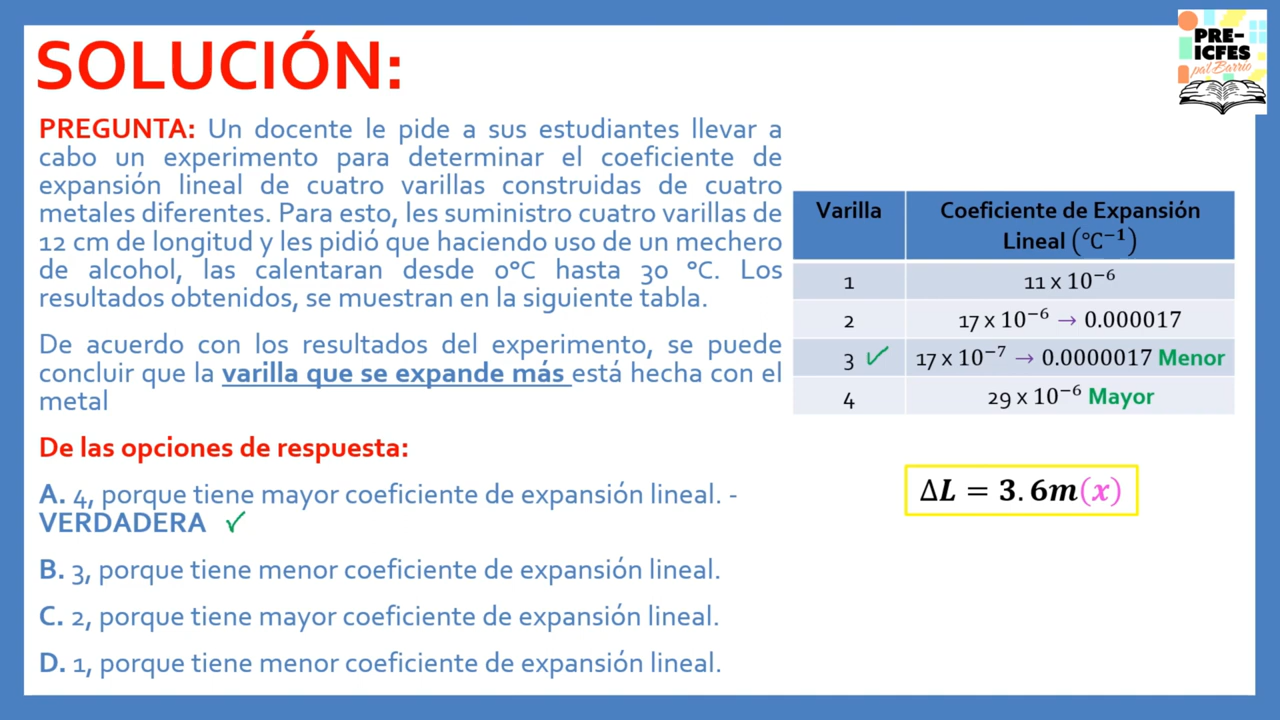 SOLUCIÓN:
PRE-
ICFES
pa'l Barrio
PREGUNTA: Un docente le pide a sus estudiantes llevar a
cabo un experimento para determinar el coeficiente de
expansión lineal de cuatro varillas construidas de cuatro
metales diferentes. Para esto, les suministro cuatro varillas de
12 cm de longitud y les pidió que haciendo uso de un mechero
de alcohol, las calentaran desde 0°C hasta 30 °C. Los
resultados obtenidos, se muestran en la siguiente tabla.
De acuerdo con los resultados del experimento, se puede
concluir que la varilla que se expande más está hecha con el
metal
De las opciones de respuesta:
A. 4, porque tiene mayor coeficiente de expansión lineal. -
VERDADERA ✓
B. 3, porque tiene menor coeficiente de expansión lineal.
C. 2, porque tiene mayor coeficiente de expansión lineal.
D. 1, porque tiene menor coeficiente de expansión lineal.
Varilla Coeficiente de Expansión
Lineal (°C⁻¹)
1 11 x 10⁻⁶
2 17 x 10⁻⁶ → 0.000017
3 ✓ 17 x 10⁻⁷ → 0.0000017 Menor
4 29 x 10⁻⁶ Mayor
ΔL = 3.6m(x)